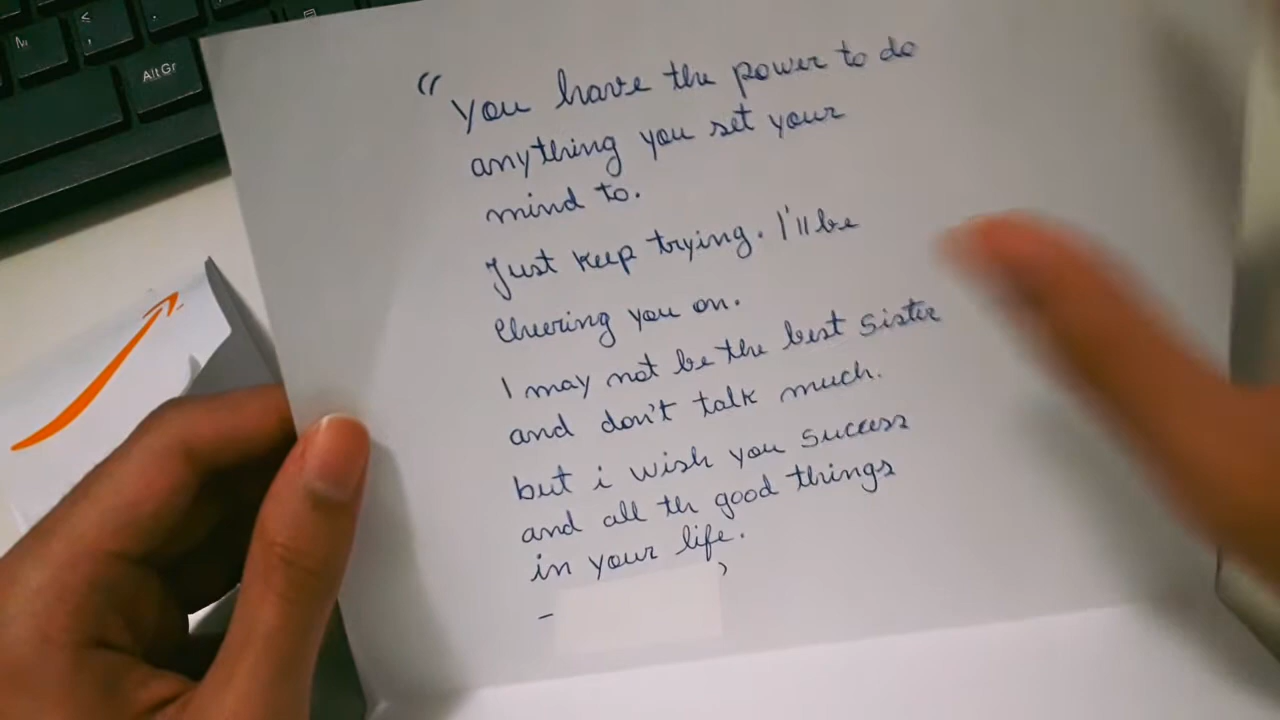 M
<
,
.
AltGr
“You have the power to do
anything you set your
mind to.
Just keep trying. I'll be
Cheering you on.
I may not be the best sister
and don't talk much.
but i wish you success
and all th good things
in your life.
-